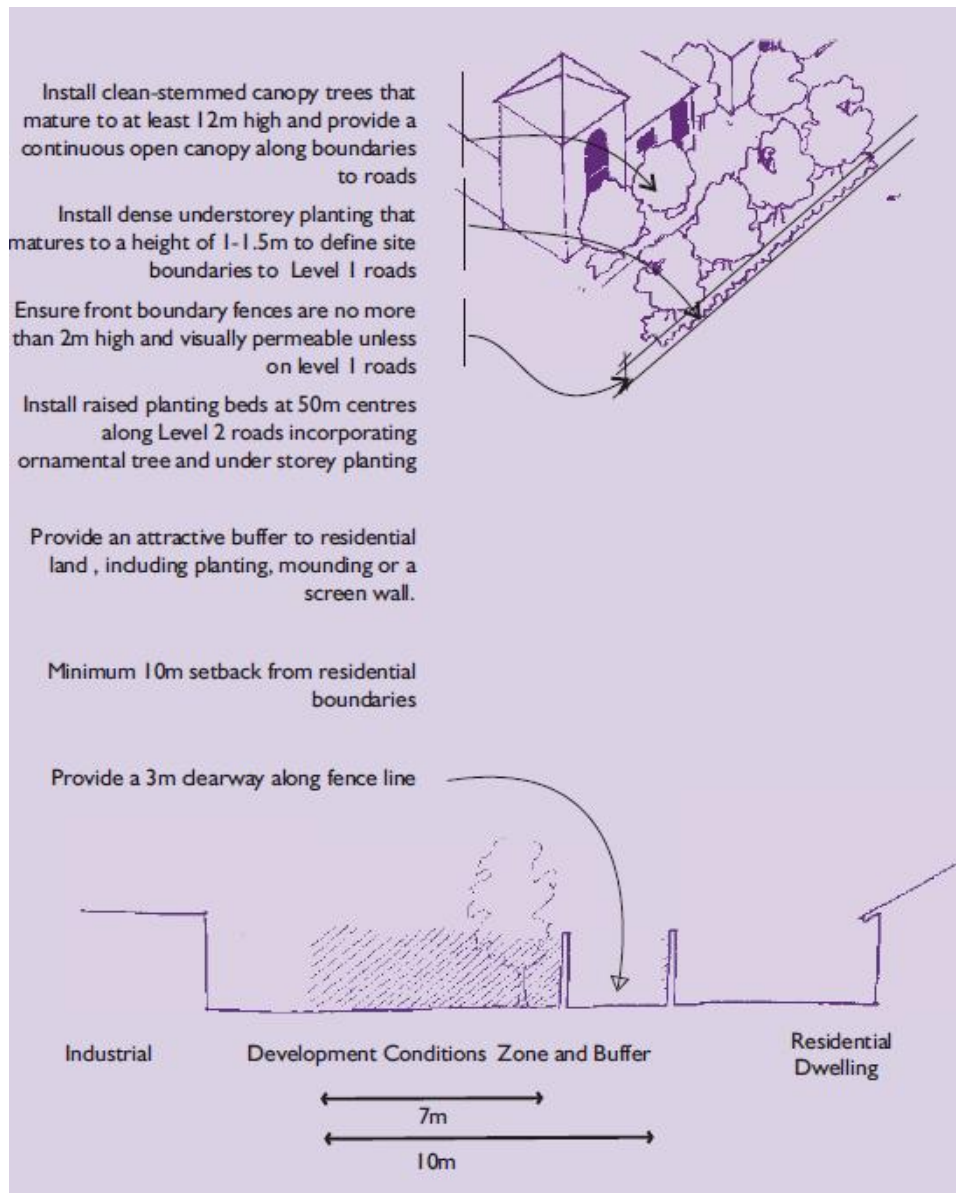 Install clean-stemmed canopy trees that
mature to at least 12m high and provide a
continuous open canopy along boundaries
to roads
Install dense understorey planting that
matures to a height of 1-1.5m to define site
boundaries to Level 1 roads
Ensure front boundary fences are no more
than 2m high and visually permeable unless
on level 1 roads
Install raised planting beds at 50m centres
along Level 2 roads incorporating
ornamental tree and under storey planting
Provide an attractive buffer to residential
land , including planting, mounding or a
screen wall.
Minimum 10m setback from residential
boundaries
Provide a 3m clearway along fence line
Industrial
Development Conditions Zone and Buffer
Residential
Dwelling
7m
10m